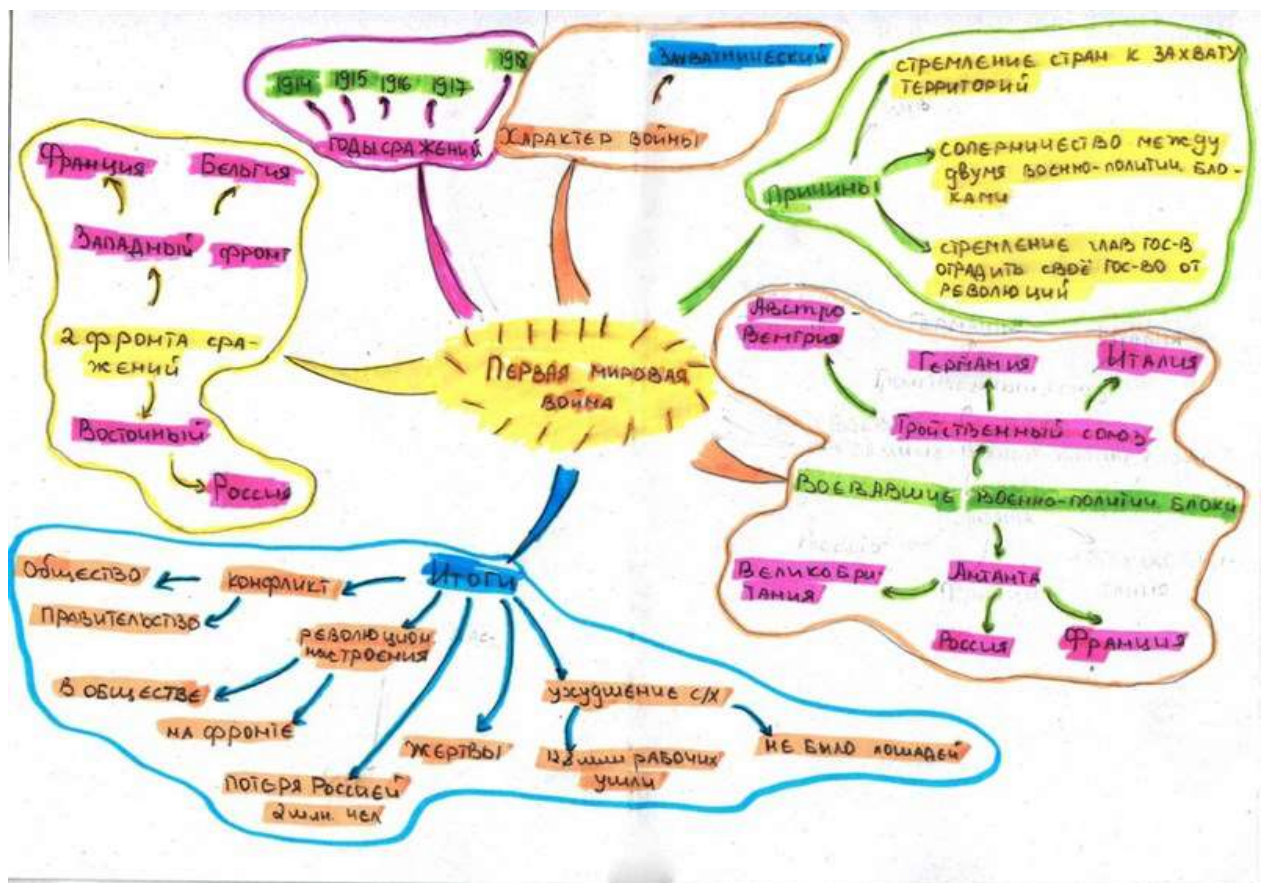 Первая мировая
война
Годы сражений
1914
1915
1916
1917
1918
Характер войны
Захватнический
Причины
стремление стран к захвату
территорий
соперничество между
двумя военно-политич. бло-
ками
стремление глав гос-в
оградить своё гос-во от
революций
Воевавшие военно-политич. блоки
Тройственный союз
Австро-
Венгрия
Германия
Италия
Антанта
Великобри-
тания
Россия
Франция
Итоги
конфликт
общество
правительство
революцион.
настроения
в обществе
на фронте
потеря Россией
2 млн. чел
жертвы
ухудшение с/х
рабочих
ушли
не было лошадей
2 фронта сра-
жений
Западный фронт
Франция
Бельгия
Восточный
Россия